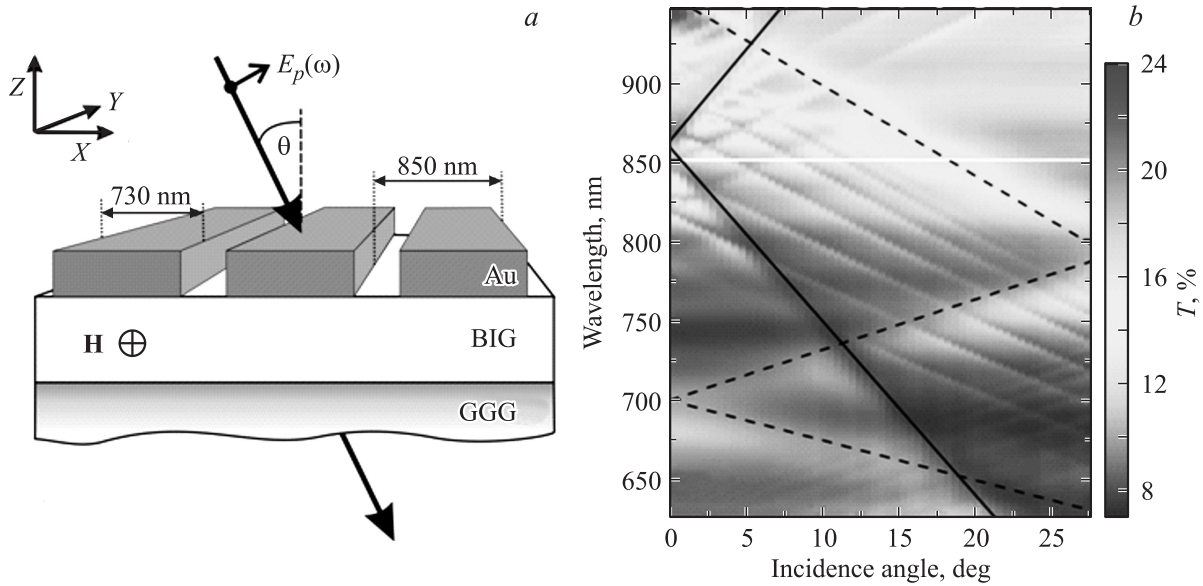 a
E_p(ω)
Z
Y
X
θ
730 nm
850 nm
Au
H ⊕
BIG
GGG
b
Wavelength, nm
900
850
800
750
700
650
0 5 10 15 20 25
Incidence angle, deg
24
20
16
12
8
T, %